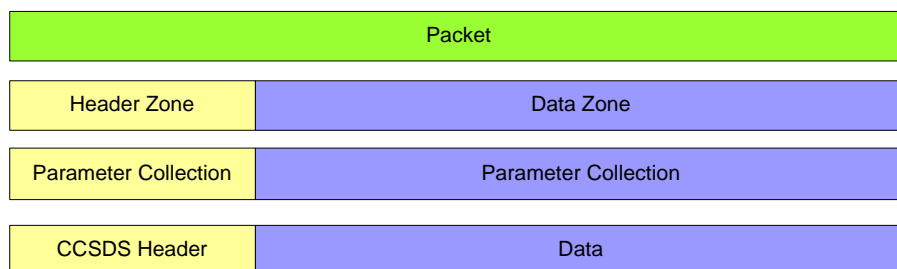 Packet
Header Zone
Data Zone
Parameter Collection
Parameter Collection
CCSDS Header
Data